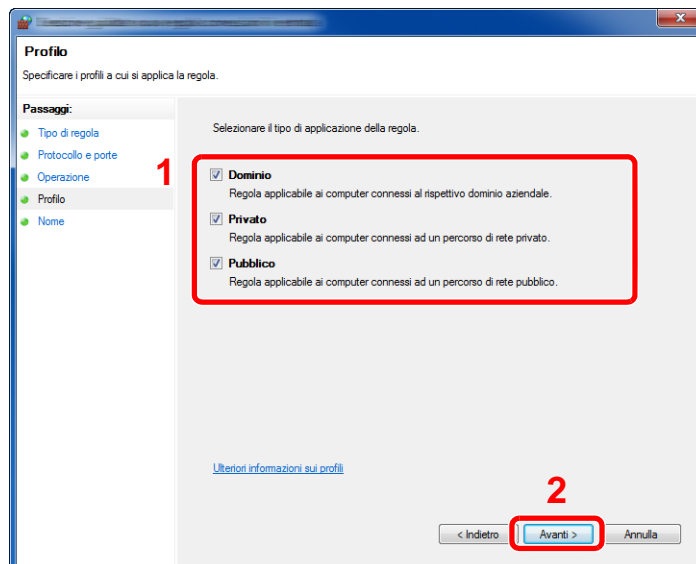 Profilo
Specificare i profili a cui si applica la regola.
Passaggi:
Tipo di regola
Protocollo e porte
Operazione
Profilo
Nome
Selezionare il tipo di applicazione della regola.
1
Dominio
Regola applicabile ai computer connessi al rispettivo dominio aziendale.
Privato
Regola applicabile ai computer connessi ad un percorso di rete privato.
Pubblico
Regola applicabile ai computer connessi ad un percorso di rete pubblico.
Ulteriori informazioni sui profili
2
< Indietro
Avanti >
Annulla